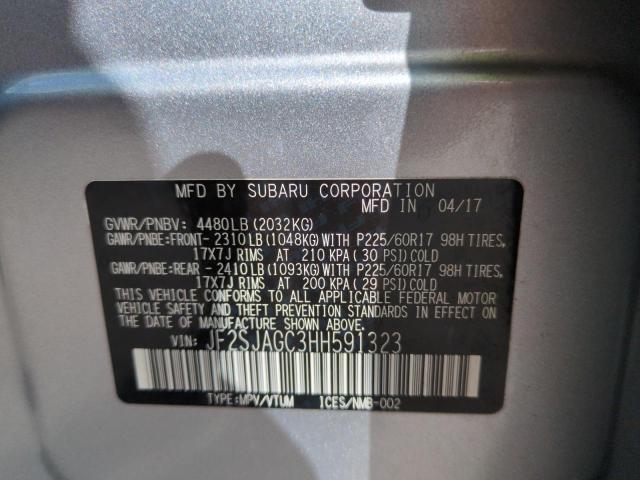 MFD BY SUBARU CORPORATION
MFD IN 04/17
GVWR/PNBV: 4480LB(2032KG)
GAWR/PNBE:FRONT- 2310LB(1048KG)WITH P225/60R17 98H TIRES,
17X7J RIMS AT 210 KPA(30 PSI)COLD
GAWR/PNBE:REAR - 2410LB(1093KG)WITH P225/60R17 98H TIRES,
17X7J RIMS AT 200 KPA(29 PSI)COLD
THIS VEHICLE CONFORMS TO ALL APPLICABLE FEDERAL MOTOR
VEHICLE SAFETY AND THEFT PREVENTION STANDARDS IN EFFECT
ON THE DATE OF MANUFACTURE SHOWN ABOVE.
VIN: JF2SJAGC3HH591323
TYPE:MPV/VTUM ICES/NMB-002